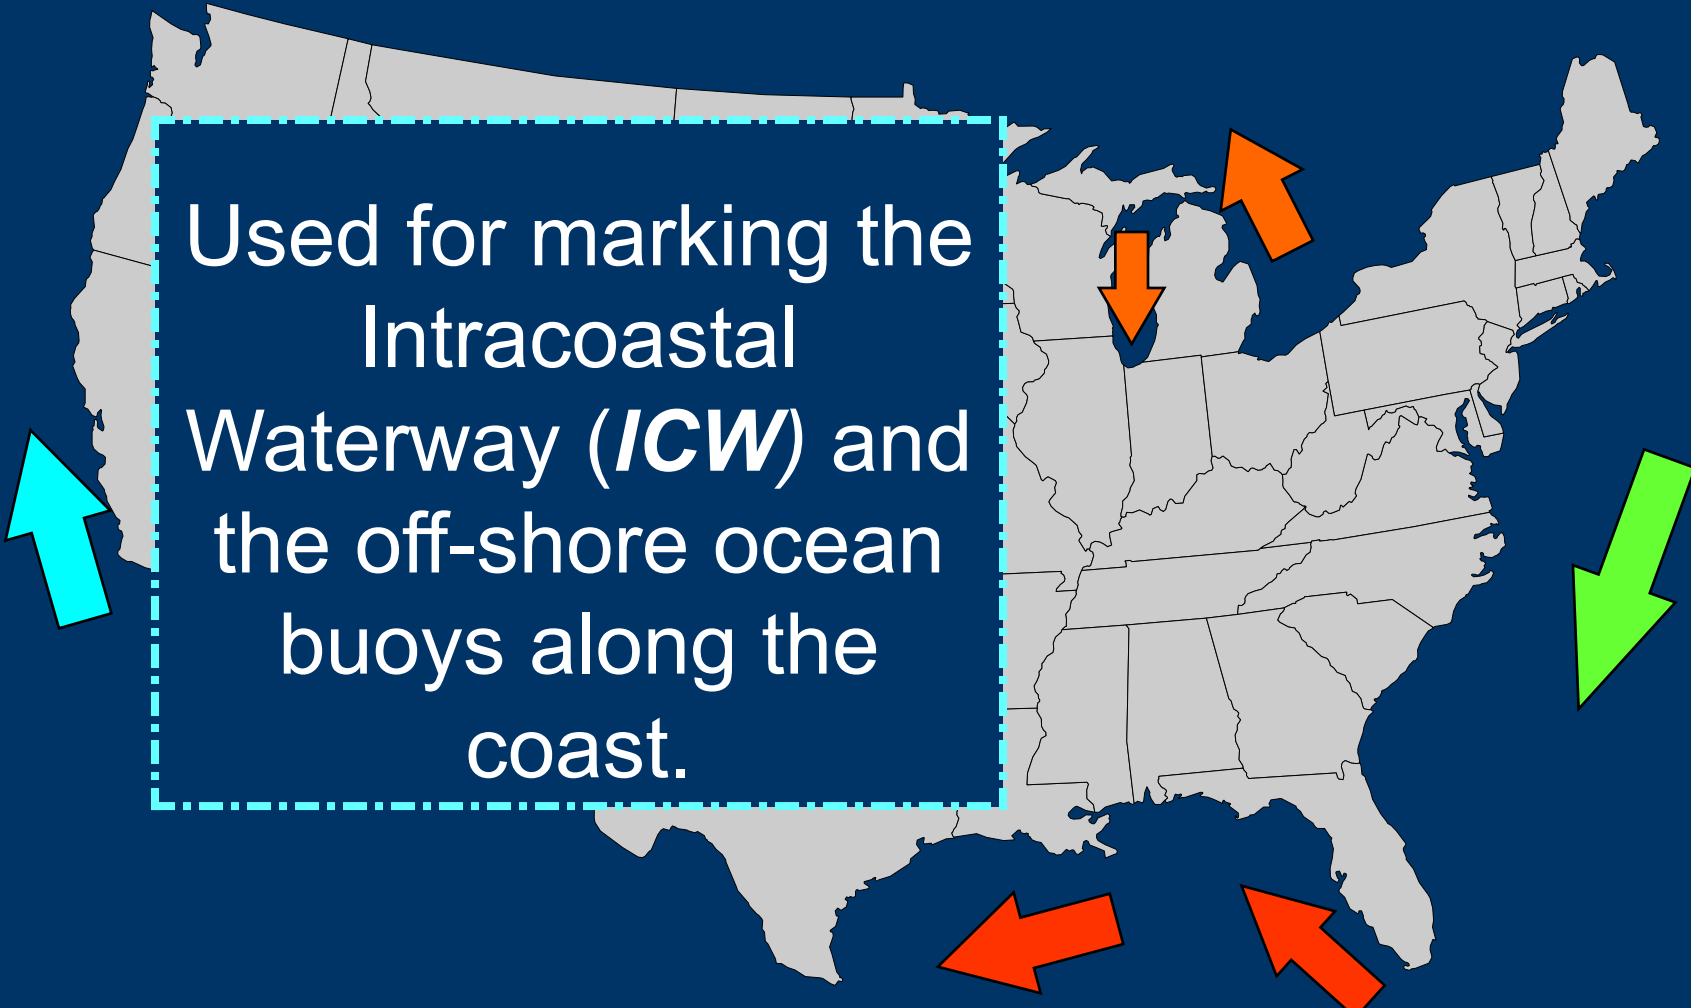 Used for marking the
Intracoastal
Waterway (ICW) and
the off-shore ocean
buoys along the
coast.